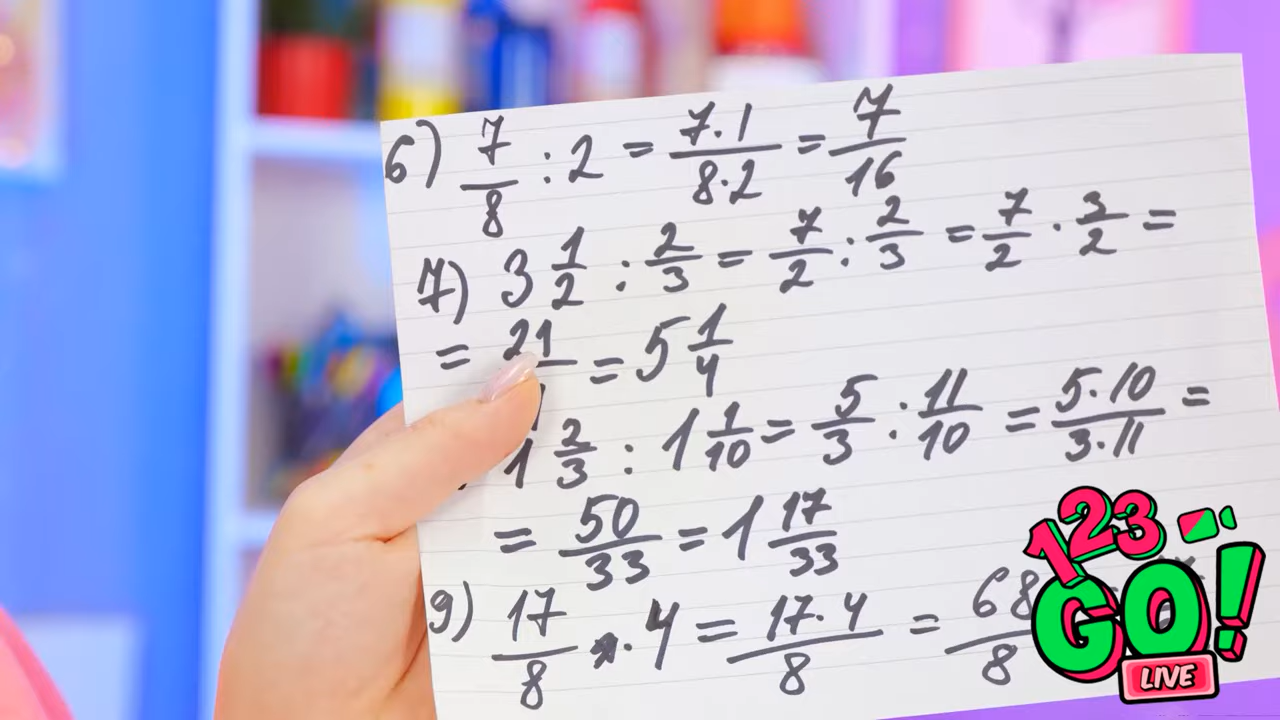 6) 7/8 : 2 = 7·1/8·2 = 7/16
7) 3 1/2 : 2/3 = 7/2 : 2/3 = 7/2 · 3/2 =
= 21/ = 5 1/4
1 2/3 : 1 1/10 = 5/3 : 11/10 = 5·10/3·11 =
= 50/33 = 1 17/33
9) 17/8 · 4 = 17·4/8 = 68/8
123
GO!
LIVE